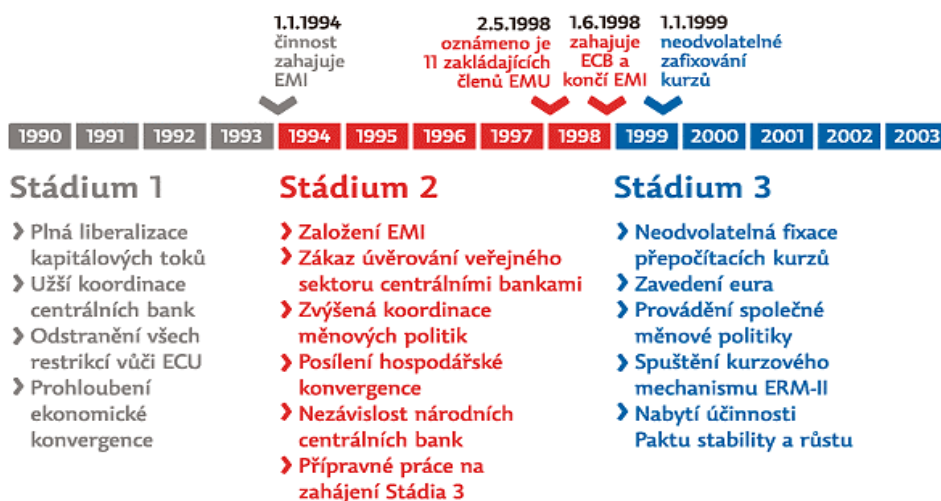 1.1.1994
činnost
zahajuje
EMI
2.5.1998
oznámeno je
11 zakládajících
členů EMU
1.6.1998
zahajuje
ECB a
končí EMI
1.1.1999
neodvolatelné
zafixování
kurzů
1990 1991 1992 1993 1994 1995 1996 1997 1998 1999 2000 2001 2002 2003
Stádium 1
Plná liberalizace
kapitálových toků
Užší koordinace
centrálních bank
Odstranění všech
restrikcí vůči ECU
Prohloubení
ekonomické
konvergence
Stádium 2
Založení EMI
Zákaz úvěrování veřejného
sektoru centrálními bankami
Zvýšená koordinace
měnových politik
Posílení hospodářské
konvergence
Nezávislost národních
centrálních bank
Přípravné práce na
zahájení Stádia 3
Stádium 3
Neodvolatelná fixace
přepočítacích kurzů
Zavedení eura
Provádění společné
měnové politiky
Spuštění kurzového
mechanismu ERM-II
Nabytí účinnosti
Paktu stability a růstu